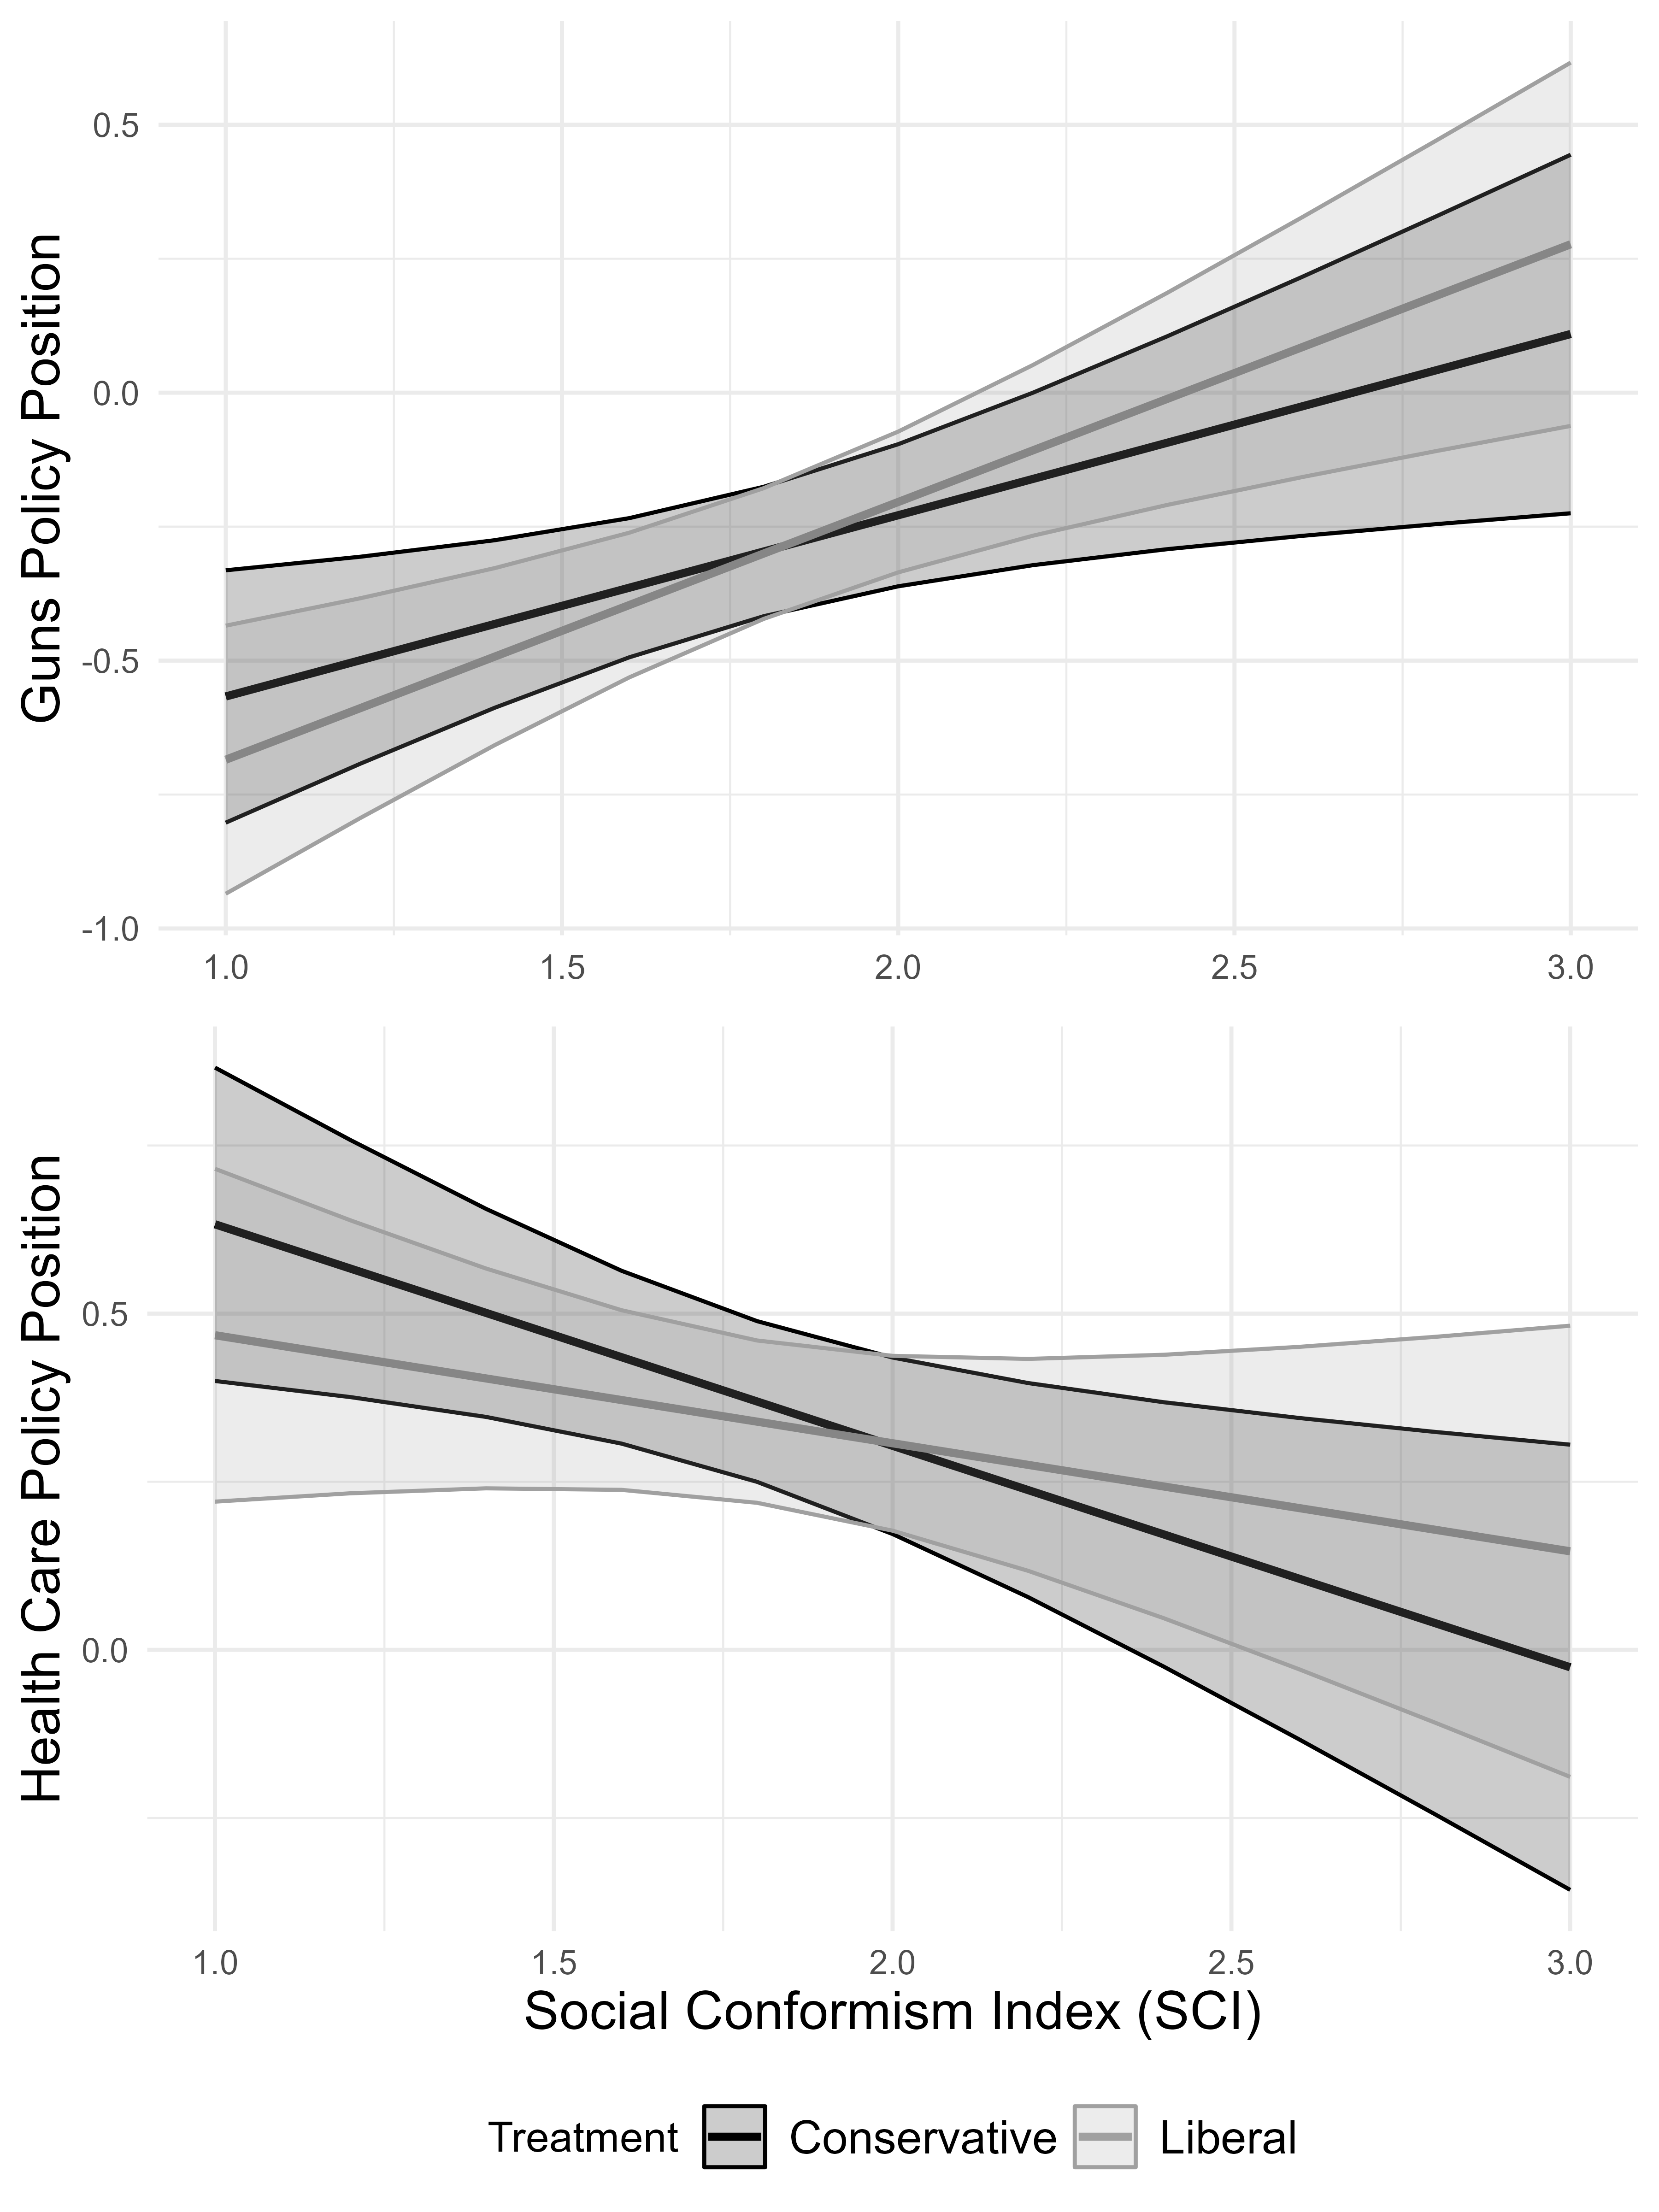 Guns Policy Position
0.5
0.0
-0.5
-1.0
1.0 1.5 2.0 2.5 3.0
Health Care Policy Position
0.5
0.0
1.0 1.5 2.0 2.5 3.0
Social Conformism Index (SCI)
Treatment Conservative Liberal